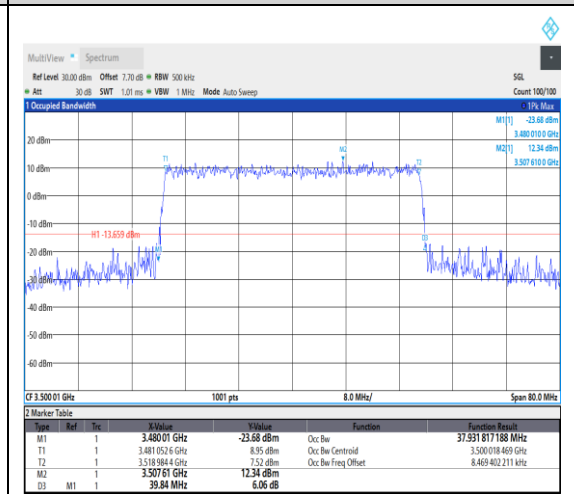 MultiView Spectrum
Ref Level 30.00 dBm Offset 7.70 dB RBW 500 kHz SGL
Att 30 dB SWT 1.01 ms VBW 1 MHz Mode Auto Sweep Count 100/100
1 Occupied Bandwidth 1Pk Max
M1[1] -23.68 dBm
3.480 010 0 GHz
M2[1] 12.34 dBm
3.507 610 0 GHz
20 dBm
M2
T1 T2
10 dBm
0 dBm
-10 dBm
H1 -13.659 dBm
D3
-20 dBm
M1
-30 dBm
-40 dBm
-50 dBm
-60 dBm
CF 3.500 01 GHz 1001 pts 8.0 MHz/ Span 80.0 MHz
2 Marker Table
Type Ref Trc X-Value Y-Value Function Function Result
M1 1 3.480 01 GHz -23.68 dBm Occ Bw 37.931 817 188 MHz
T1 1 3.481 052 6 GHz 8.95 dBm Occ Bw Centroid 3.500 018 469 GHz
T2 1 3.518 984 4 GHz 7.52 dBm Occ Bw Freq Offset 8.469 402 211 kHz
M2 1 3.507 61 GHz 12.34 dBm
D3 M1 1 39.84 MHz 6.06 dB